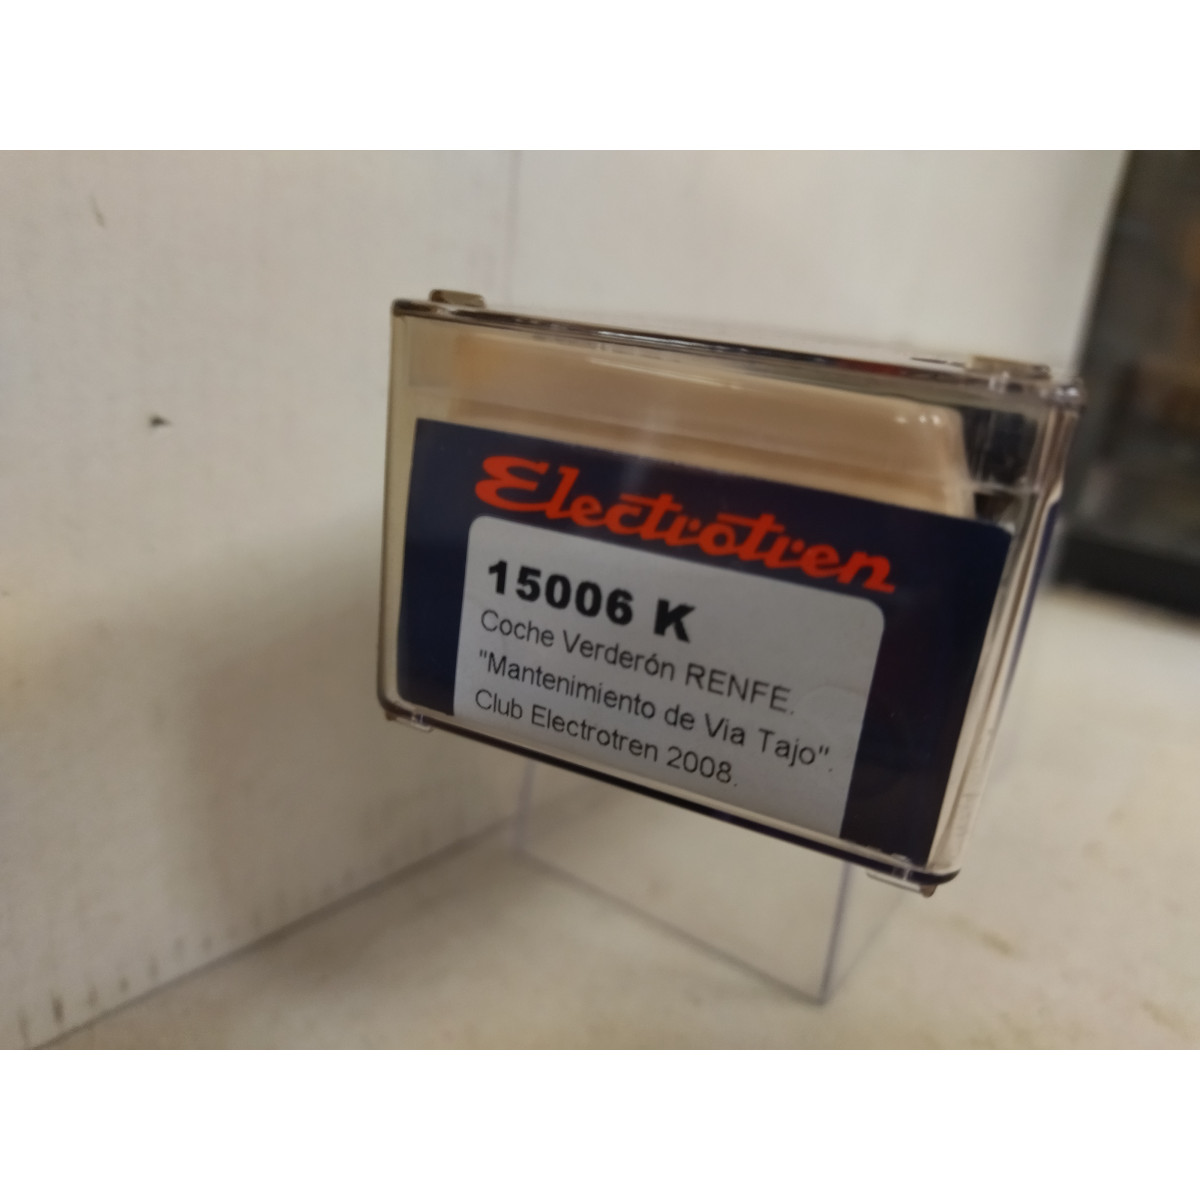 Electrotren
15006 K
Coche Verderón RENFE.
"Mantenimiento de Via Tajo".
Club Electrotren 2008.